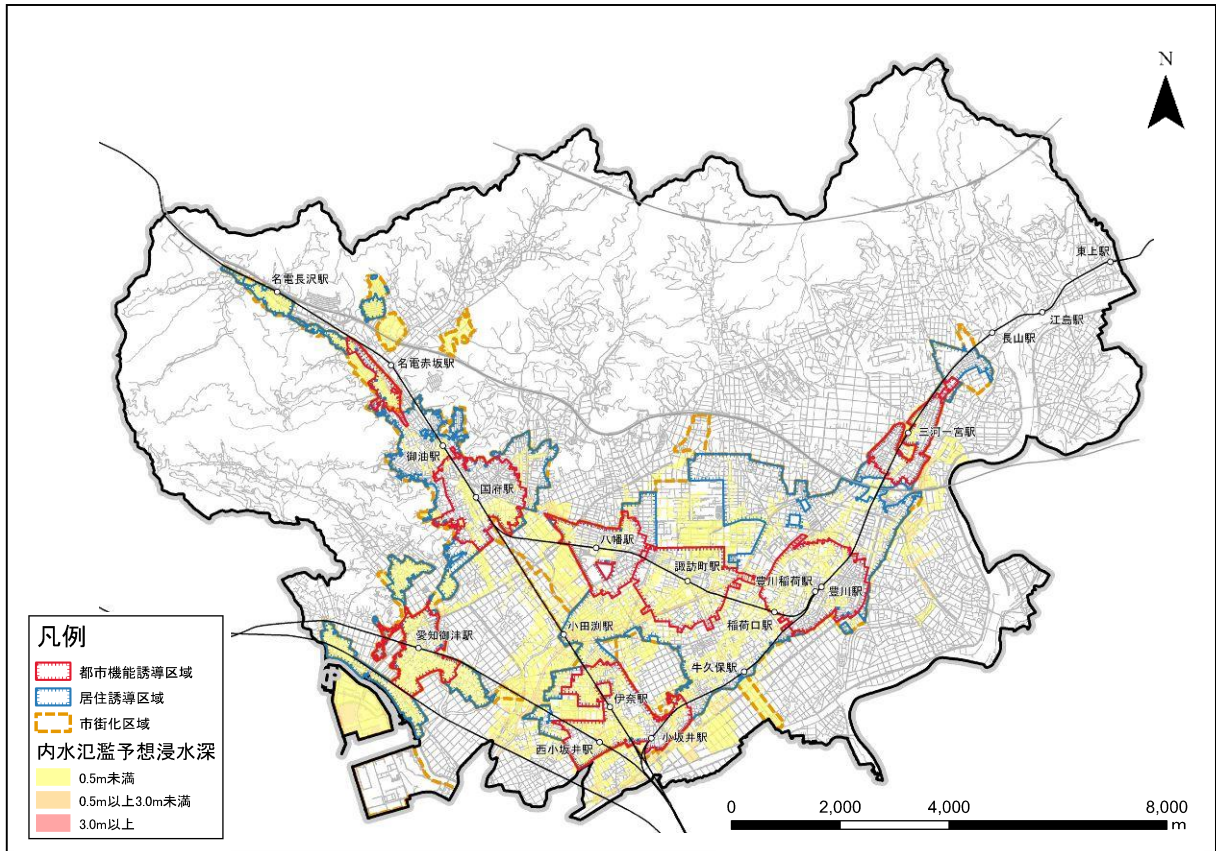 N
東上駅
名電長沢駅
江島駅
長山駅
名電赤坂駅
三河一宮駅
御油駅
国府駅
八幡駅
諏訪町駅
豊川稲荷駅
豊川駅
稲荷口駅
小田渕駅
愛知御津駅
牛久保駅
伊奈駅
小坂井駅
西小坂井駅
凡例
都市機能誘導区域
居住誘導区域
市街化区域
内水氾濫予想浸水深
0.5m未満
0.5m以上3.0m未満
3.0m以上
0 2,000 4,000 8,000
m